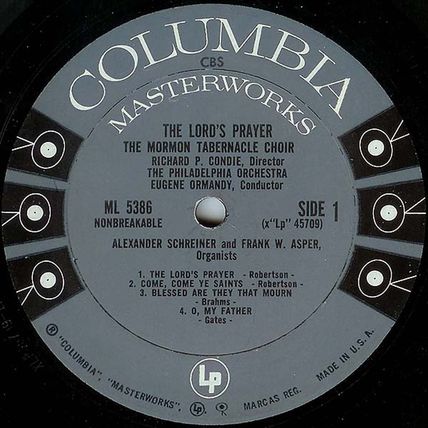 COLUMBIA
CBS
MASTERWORKS
THE LORD'S PRAYER
THE MORMON TABERNACLE CHOIR
RICHARD P. CONDIE, Director
THE PHILADELPHIA ORCHESTRA
EUGENE ORMANDY, Conductor
ML 5386 SIDE 1
NONBREAKABLE (x"Lp" 45709)
ALEXANDER SCHREINER and FRANK W. ASPER,
Organists
1. THE LORD'S PRAYER - Robertson -
2. COME, COME YE SAINTS - Robertson -
3. BLESSED ARE THEY THAT MOURN
- Brahms -
4. O, MY FATHER
- Gates -
Lp
® "COLUMBIA", "MASTERWORKS", Lp, MARCAS REG. MADE IN U.S.A.